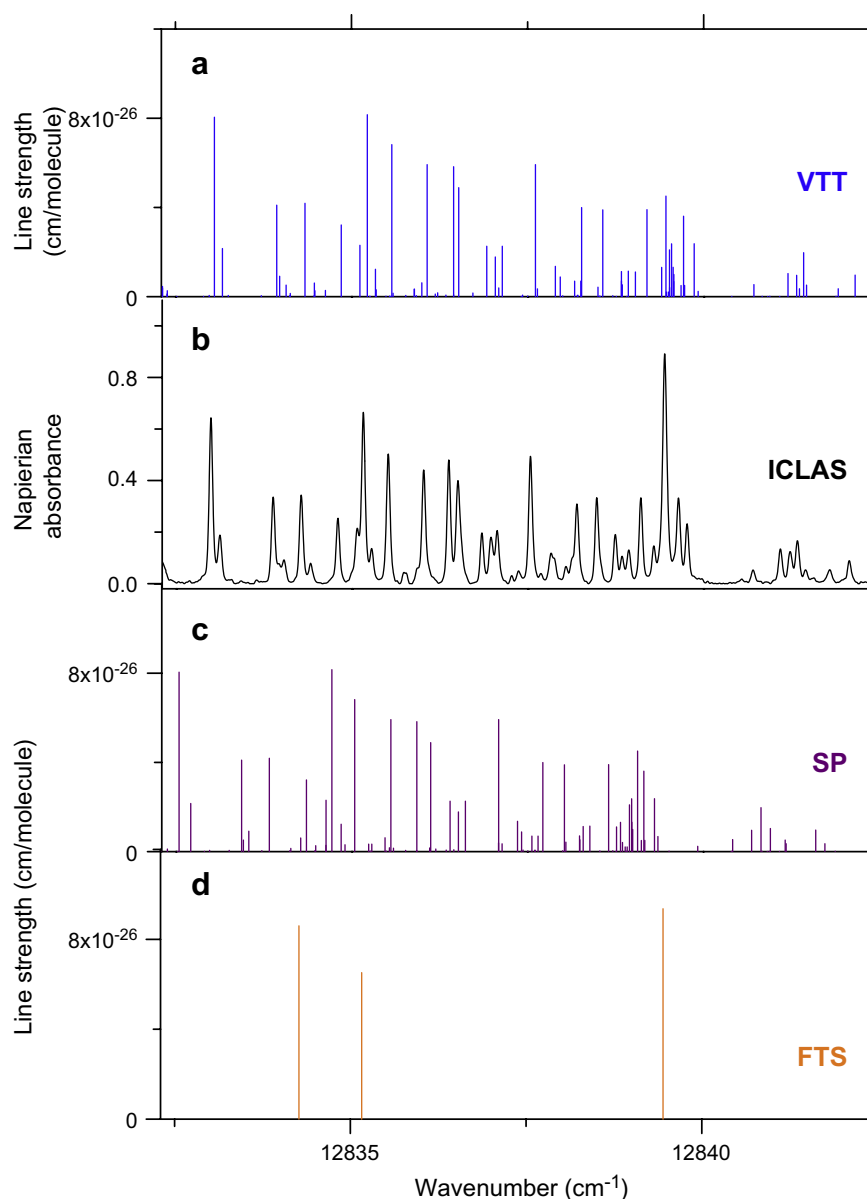 a
Line strength
(cm/molecule)
8x10-26
0
VTT
b
Napierian
absorbance
0.8
0.4
0.0
ICLAS
c
8x10-26
0
SP
Line strength (cm/molecule)
d
8x10-26
0
FTS
12835 12840
Wavenumber (cm-1)